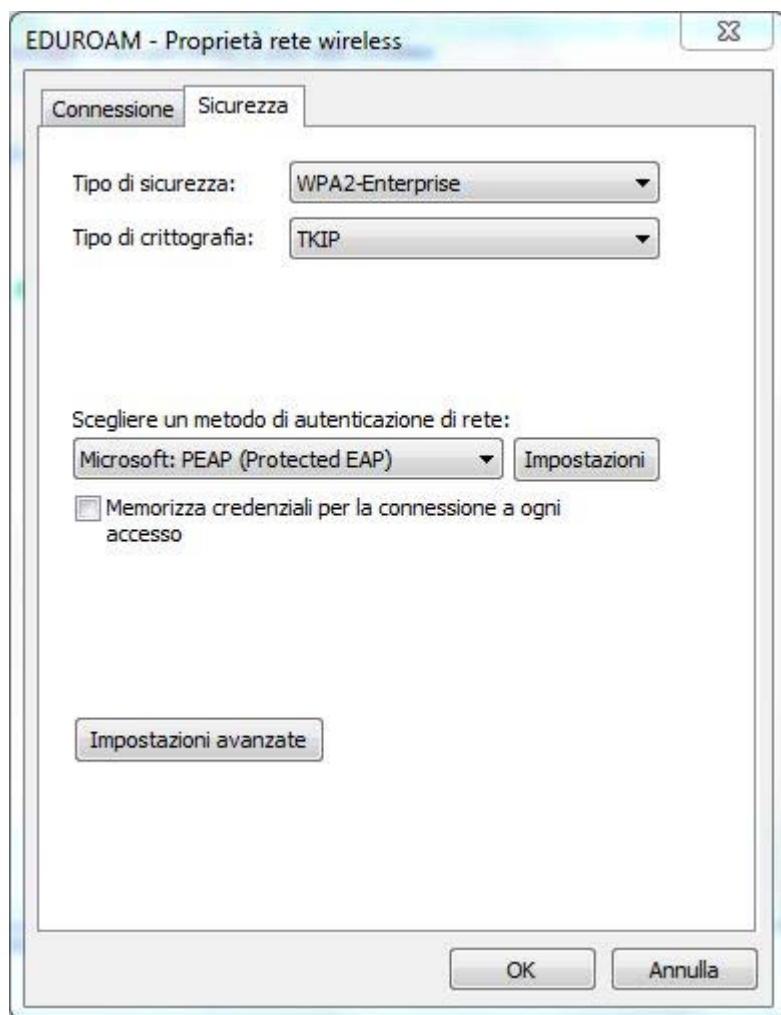 EDUROAM - Proprietà rete wireless
Connessione
Sicurezza
Tipo di sicurezza:
WPA2-Enterprise
Tipo di crittografia:
TKIP
Scegliere un metodo di autenticazione di rete:
Microsoft: PEAP (Protected EAP)
Impostazioni
Memorizza credenziali per la connessione a ogni
accesso
Impostazioni avanzate
OK
Annulla